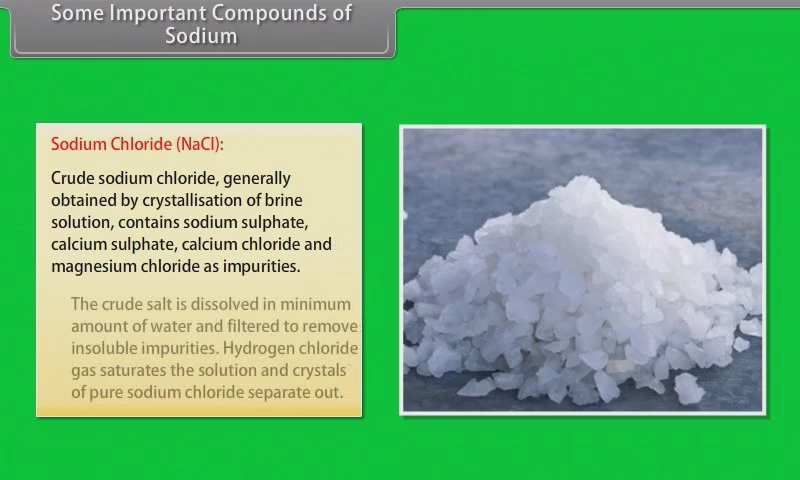 Some Important Compounds of
Sodium
Sodium Chloride (NaCl):
Crude sodium chloride, generally
obtained by crystallisation of brine
solution, contains sodium sulphate,
calcium sulphate, calcium chloride and
magnesium chloride as impurities.
The crude salt is dissolved in minimum
amount of water and filtered to remove
insoluble impurities. Hydrogen chloride
gas saturates the solution and crystals
of pure sodium chloride separate out.